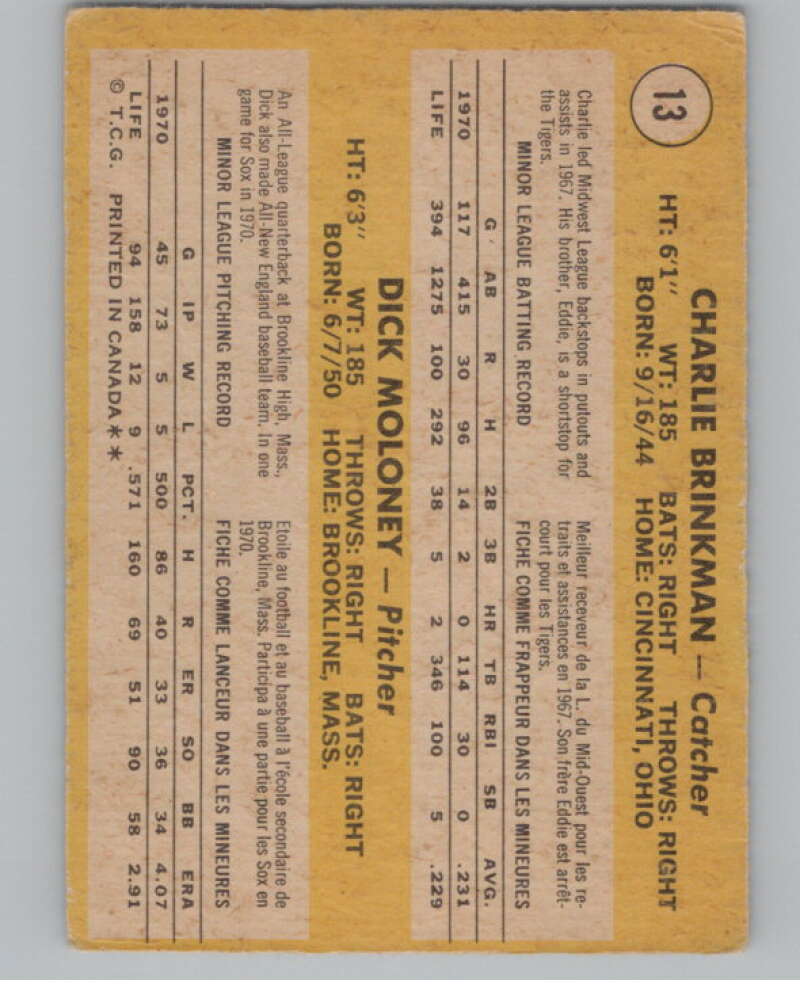 13
CHARLIE BRINKMAN — Catcher
HT: 6'1" WT: 185 BATS: RIGHT THROWS: RIGHT
BORN: 9/16/44 HOME: CINCINNATI, OHIO
Charlie led Midwest League backstops in putouts and
assists in 1967. His brother, Eddie, is a shortstop for
the Tigers.
Meilleur receveur de la L. du Mid-Ouest pour les re-
traits et assistances en 1967. Son frère Eddie est arrêt-
court pour les Tigers.
MINOR LEAGUE BATTING RECORD FICHE COMME FRAPPEUR DANS LES MINEURES
G AB R H 2B 3B HR TB RBI SB AVG.
1970 117 415 30 96 14 2 0 114 30 0 .231
LIFE 394 1275 100 292 38 5 2 346 100 5 .229
DICK MOLONEY — Pitcher
HT: 6'3" WT: 185 THROWS: RIGHT BATS: RIGHT
BORN: 6/7/50 HOME: BROOKLINE, MASS.
An All-League quarterback at Brookline High, Mass.,
Dick also made All-New England baseball team. In one
game for Sox in 1970.
Etoile au football et au baseball à l'école secondaire de
Brookline, Mass. Participa à une partie pour les Sox en
1970.
MINOR LEAGUE PITCHING RECORD FICHE COMME LANCEUR DANS LES MINEURES
G IP W L PCT. H R ER SO BB ERA
1970 45 73 5 5 500 86 40 33 36 34 4.07
LIFE 94 158 12 9 .571 160 69 51 90 58 2.91
© T.C.G. PRINTED IN CANADA**